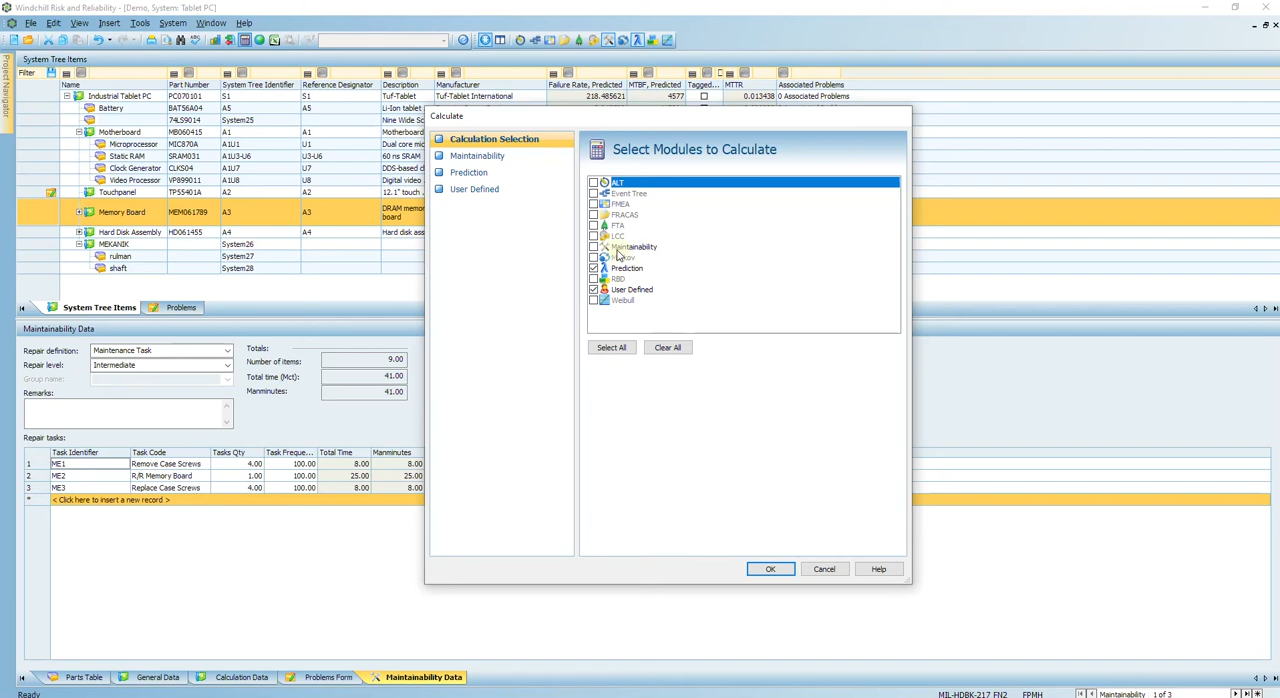 Windchill Risk and Reliability - [Demo, System: Tablet PC]
File Edit View Insert Tools System Window Help
Project Navigator
System Tree Items
Filter
Name Part Number System Tree Identifier Reference Designator Description Manufacturer Failure Rate, Predicted MTBF, Predicted Tagged... MTTR Associated Problems
Industrial Tablet PC PC070101 S1 S1 Tuf-Tablet Tuf-Tablet International 218.485621 4577 0.013438 0 Associated Problems
Battery BAT56A04 A5 A5 Li-Ion tablet
74LS9014 System25 Nine Wide Sc
Motherboard MB060415 A1 A1 Motherboard
Microprocessor MIC870A U1 U1 Dual core mic
Static RAM SRAM031 A1U3-U6 U3-U6 60 ns SRAM
Clock Generator CLKS04 A1U7 U7 DDS-based cl
Video Processor VP899011 A1U8 U8 Digital video
Touchpanel TP55401A A2 A2 12.1" touch
Memory Board MEM061789 A3 A3 DRAM memor
board
Hard Disk Assembly HD061455 A4 A4 Hard disk assem
MEKANIK System26
rulman System27
shaft System28
System Tree Items Problems
Maintainability Data
Repair definition: Maintenance Task
Repair level: Intermediate
Group name:
Remarks:
Totals:
Number of items: 9.00
Total time (Mct): 41.00
Manminutes: 41.00
Repair tasks:
Task Identifier Task Code Tasks Qty Task Freque... Total Time Manminutes
1 ME1 Remove Case Screws 4.00 100.00 8.00 8.00
2 ME2 R/R Memory Board 1.00 100.00 25.00 25.00
3 ME3 Replace Case Screws 4.00 100.00 8.00 8.00
* < Click here to insert a new record >
Calculate
Calculation Selection
Maintainability
Prediction
User Defined
Select Modules to Calculate
ALT
Event Tree
FMEA
FRACAS
FTA
LCC
Maintainability
Markov
Prediction
RBD
User Defined
Weibull
Select All Clear All
OK Cancel Help
Parts Table General Data Calculation Data Problems Form Maintainability Data
Ready MIL-HDBK-217 FN2 FPMH Maintainability 1 of 3